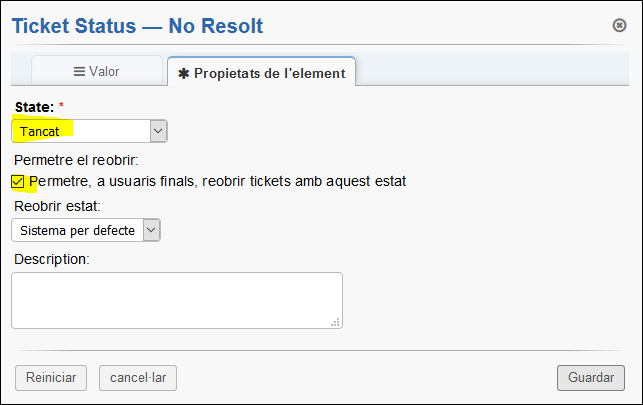 Ticket Status — No Resolt
Valor
Propietats de l'element
State: *
Tancat
Permetre el reobrir:
Permetre, a usuaris finals, reobrir tickets amb aquest estat
Reobrir estat:
Sistema per defecte
Description:
Reiniciar
cancel·lar
Guardar